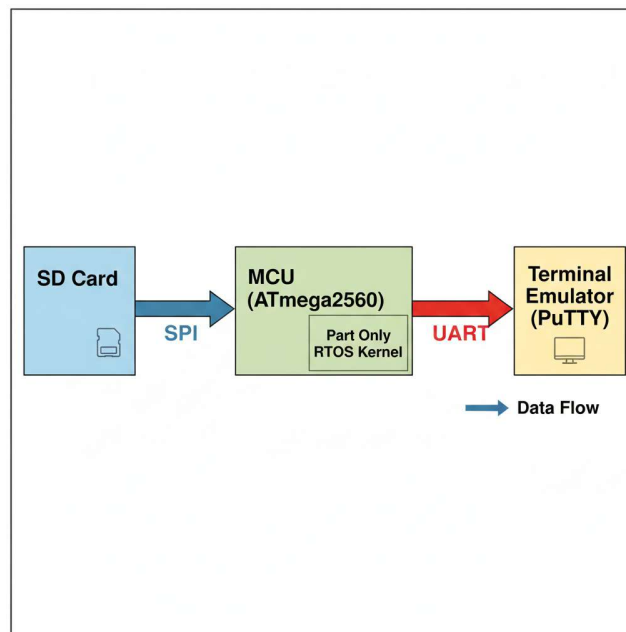 SD Card
SPI
MCU
(ATmega2560)
Part Only
RTOS Kernel
UART
Terminal
Emulator
(PuTTY)
Data Flow